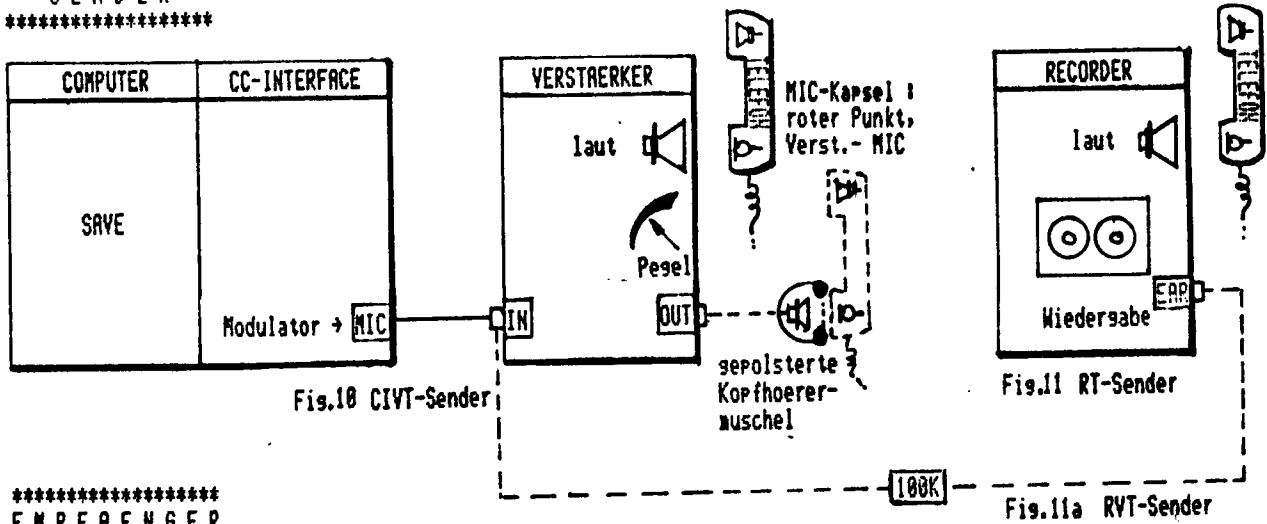 S E N D E R
*******************
COMPUTER
CC-INTERFACE
SAVE
Modulator → MIC
Fig.10 CIVT-Sender
VERSTAERKER
laut
Pegel
IN
OUT
TELEFON
MIC-Kapsel :
roter Punkt,
Verst.- MIC
gepolsterte
Kopfhoerer-
muschel
RECORDER
laut
EAR
Wiedergabe
Fig.11 RT-Sender
TELEFON
100K
Fig.11a RVT-Sender
*******************
E M P F A E N G E R